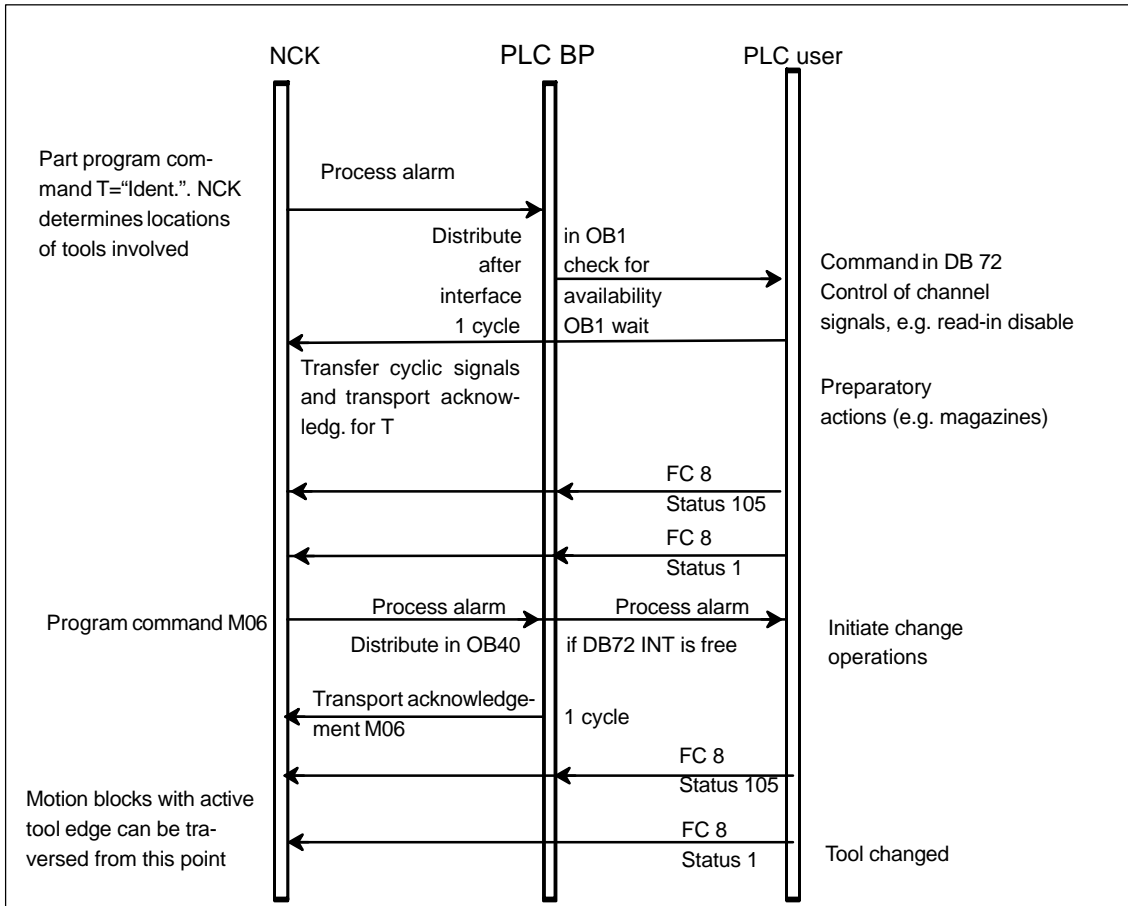 NCK
PLC BP
PLC user
Part program com-
mand T=“Ident.”. NCK
determines locations
of tools involved
Process alarm
Distribute
after
interface
1 cycle
in OB1
check for
availability
OB1 wait
Command in DB 72
Control of channel
signals, e.g. read-in disable
Transfer cyclic signals
and transport acknow-
ledg. for T
Preparatory
actions (e.g. magazines)
FC 8
Status 105
FC 8
Status 1
Program command M06
Process alarm
Distribute in OB40
Process alarm
if DB72 INT is free
Initiate change
operations
Transport acknowledge-
ment M06
1 cycle
FC 8
Status 105
Motion blocks with active
tool edge can be tra-
versed from this point
FC 8
Status 1
Tool changed